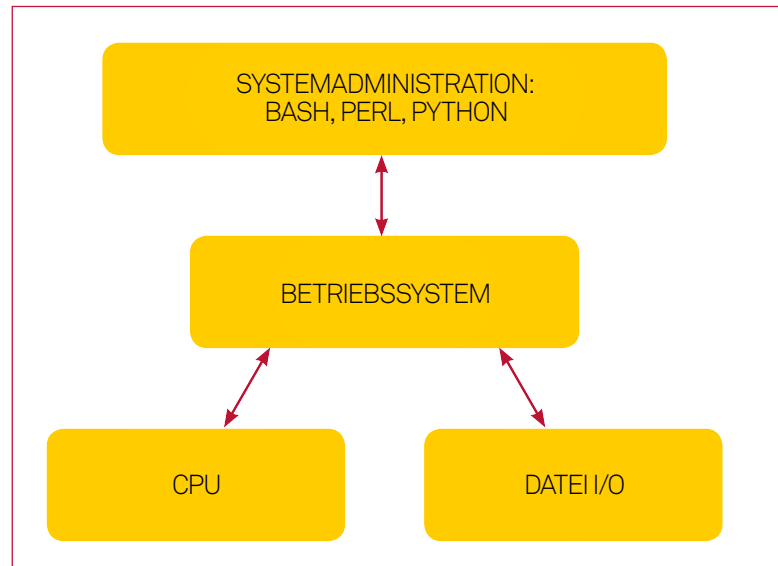 SYSTEMADMINISTRATION:
BASH, PERL, PYTHON
BETRIEBSSYSTEM
CPU
DATEI I/O